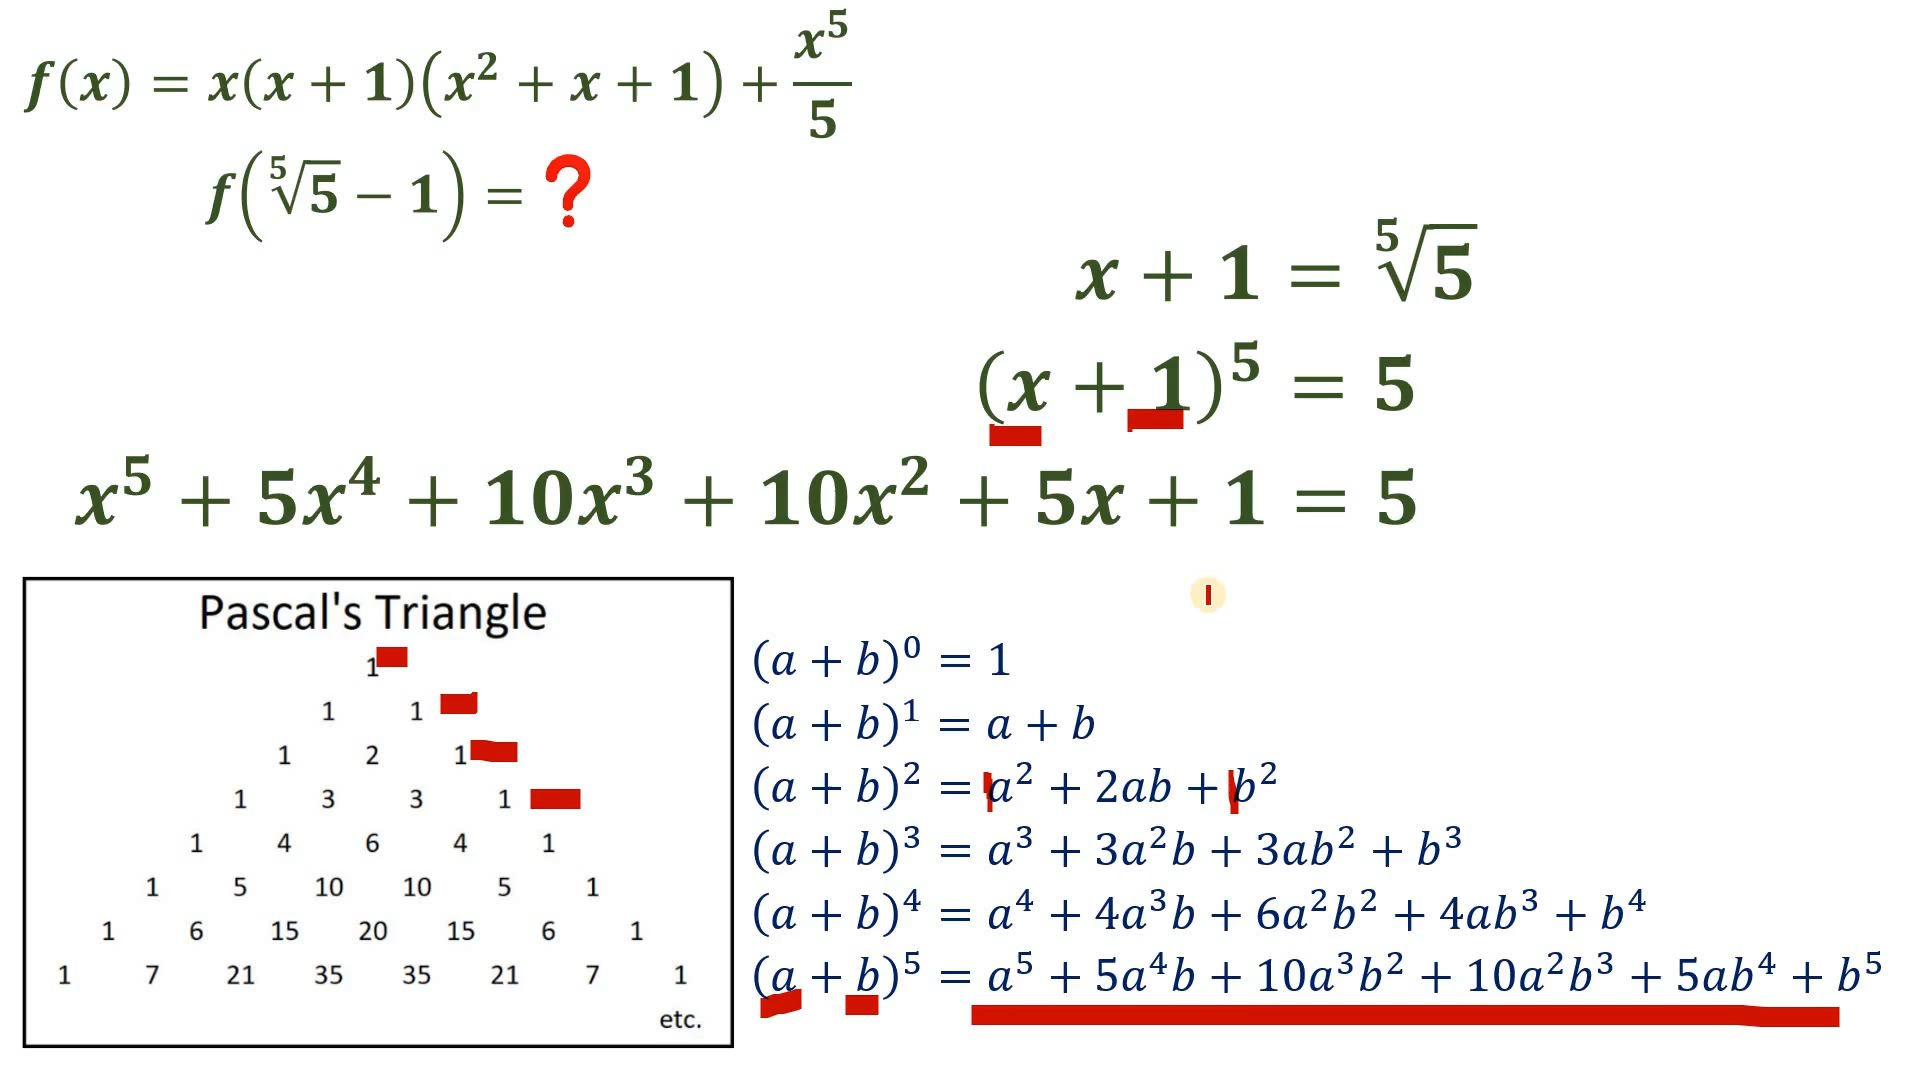 f(x) = x(x + 1)(x² + x + 1) + x⁵/5
f(⁵√5 − 1) = ?
x + 1 = ⁵√5
(x + 1)⁵ = 5
x⁵ + 5x⁴ + 10x³ + 10x² + 5x + 1 = 5
Pascal's Triangle
1
1 1
1 2 1
1 3 3 1
1 4 6 4 1
1 5 10 10 5 1
1 6 15 20 15 6 1
1 7 21 35 35 21 7 1
etc.
(a + b)⁰ = 1
(a + b)¹ = a + b
(a + b)² = a² + 2ab + b²
(a + b)³ = a³ + 3a²b + 3ab² + b³
(a + b)⁴ = a⁴ + 4a³b + 6a²b² + 4ab³ + b⁴
(a + b)⁵ = a⁵ + 5a⁴b + 10a³b² + 10a²b³ + 5ab⁴ + b⁵